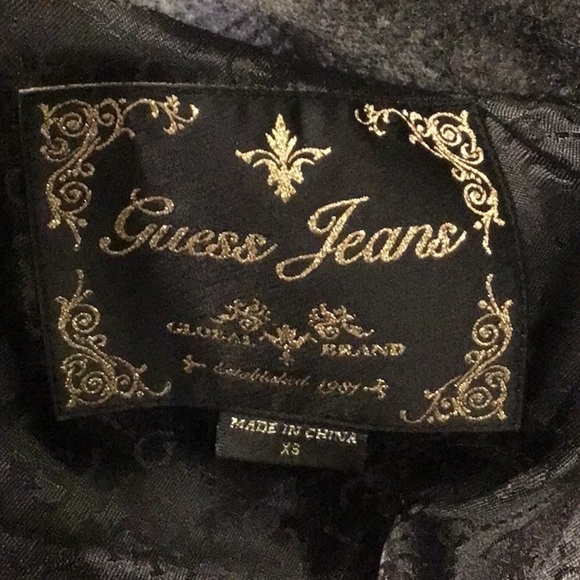 Guess Jeans
GLOBAL BRAND
Established 1981
MADE IN CHINA
XS